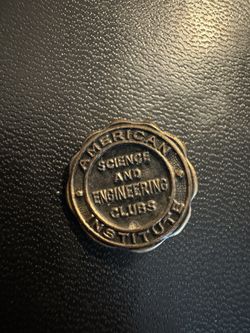 AMERICAN
SCIENCE
AND
ENGINEERING
CLUBS
INSTITUTE